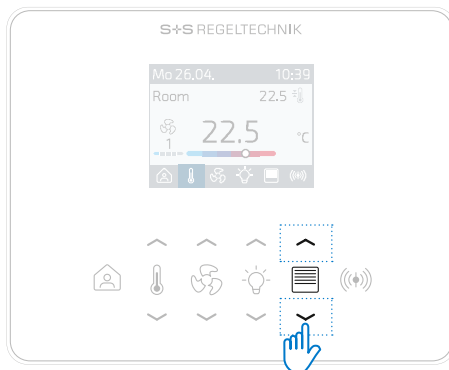 S+S REGELTECHNIK
Mo 26.04. 10:39
Room 22.5
22.5 °C
1